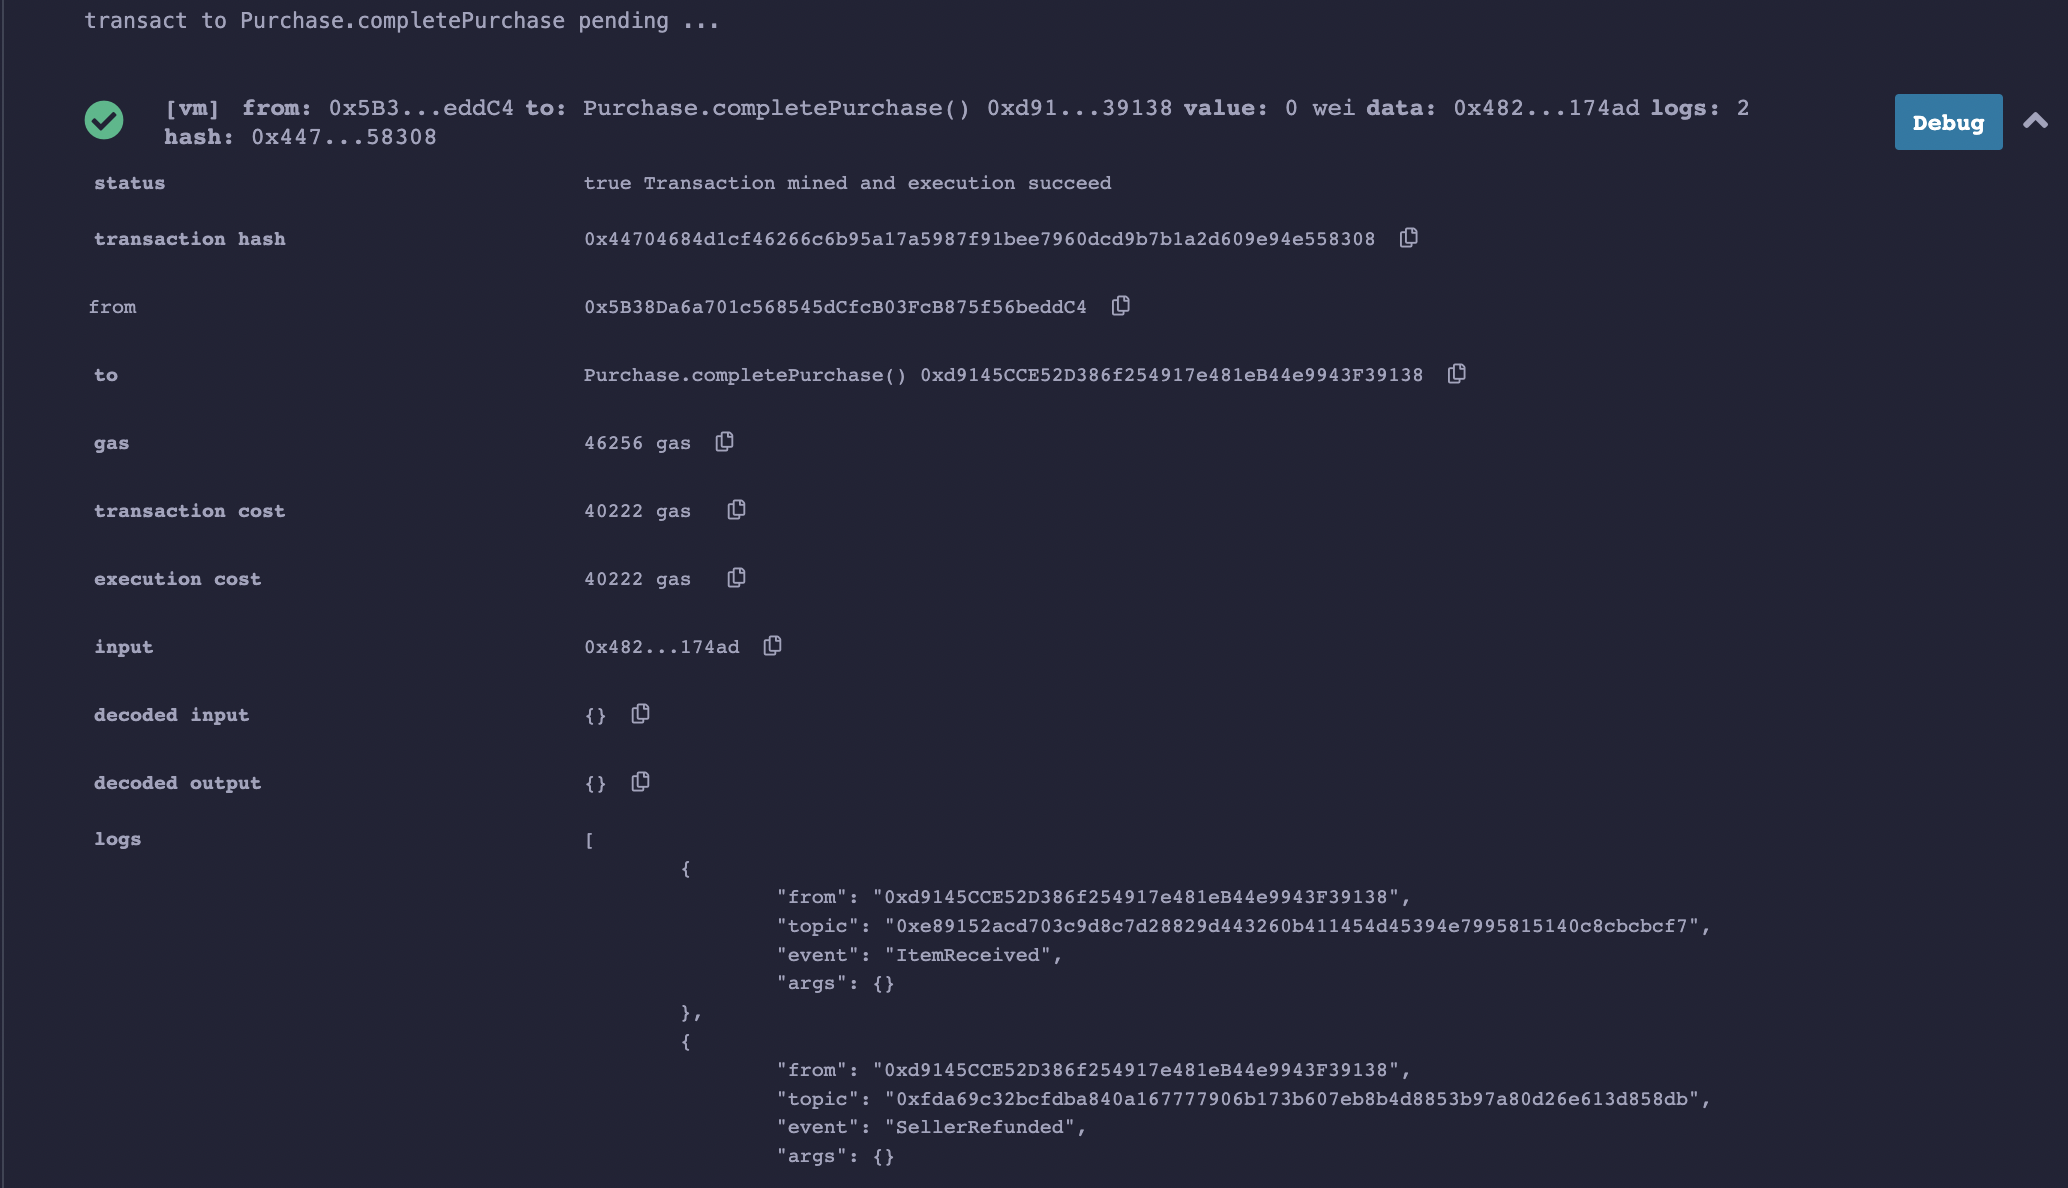 transact to Purchase.completePurchase pending ...
[vm] from: 0x5B3...eddC4 to: Purchase.completePurchase() 0xd91...39138 value: 0 wei data: 0x482...174ad logs: 2
hash: 0x447...58308
Debug
status true Transaction mined and execution succeed
transaction hash 0x44704684d1cf46266c6b95a17a5987f91bee7960dcd9b7b1a2d609e94e558308
from 0x5B38Da6a701c568545dCfcB03FcB875f56beddC4
to Purchase.completePurchase() 0xd9145CCE52D386f254917e481eB44e9943F39138
gas 46256 gas
transaction cost 40222 gas
execution cost 40222 gas
input 0x482...174ad
decoded input {}
decoded output {}
logs [
{
"from": "0xd9145CCE52D386f254917e481eB44e9943F39138",
"topic": "0xe89152acd703c9d8c7d28829d443260b411454d45394e7995815140c8cbcbcf7",
"event": "ItemReceived",
"args": {}
},
{
"from": "0xd9145CCE52D386f254917e481eB44e9943F39138",
"topic": "0xfda69c32bcfdba840a167777906b173b607eb8b4d8853b97a80d26e613d858db",
"event": "SellerRefunded",
"args": {}